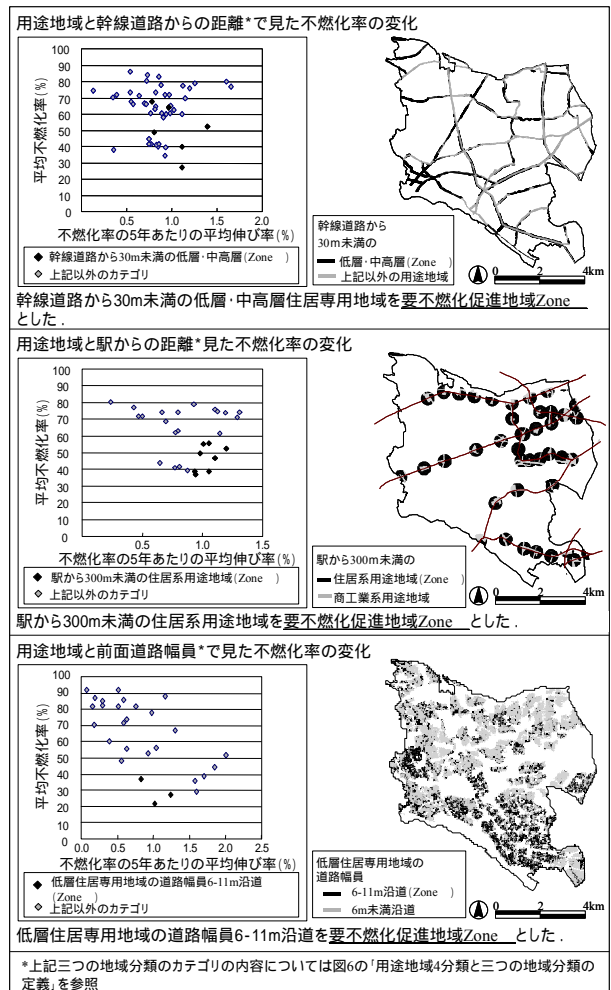 用途地域と幹線道路からの距離*で見た不燃化率の変化
100
90
80
70
60
50
40
30
20
10
0
平均不燃化率(%)
0.5 1.0 1.5 2.0
不燃化率の5年あたりの平均伸び率(%)
◆ 幹線道路から30m未満の低層・中高層(Zone )
◇ 上記以外のカテゴリ
幹線道路から
30m未満の
低層・中高層(Zone )
上記以外の用途地域
0 2 4km
幹線道路から30m未満の低層・中高層住居専用地域を要不燃化促進地域Zone
とした.
用途地域と駅からの距離*見た不燃化率の変化
100
90
80
70
60
50
40
30
20
10
0
平均不燃化率(%)
0.5 1.0 1.5
不燃化率の5年あたりの平均伸び率(%)
◆ 駅から300m未満の住居系用途地域(Zone )
◇ 上記以外のカテゴリ
駅から300m未満の
住居系用途地域(Zone )
商工業系用途地域
0 2 4km
駅から300m未満の住居系用途地域を要不燃化促進地域Zone とした.
用途地域と前面道路幅員*で見た不燃化率の変化
100
90
80
70
60
50
40
30
20
10
0
平均不燃化率(%)
0.0 0.5 1.0 1.5 2.0 2.5
不燃化率の5年あたりの平均伸び率(%)
◆ 低層住居専用地域の道路幅員6-11m沿道
(Zone )
◇ 上記以外のカテゴリ
低層住居専用地域の
道路幅員
6-11m沿道(Zone )
6m未満沿道
0 2 4km
低層住居専用地域の道路幅員6-11m沿道を要不燃化促進地域Zone とした.
*上記三つの地域分類のカテゴリの内容については図6の「用途地域4分類と三つの地域分類の
定義」を参照